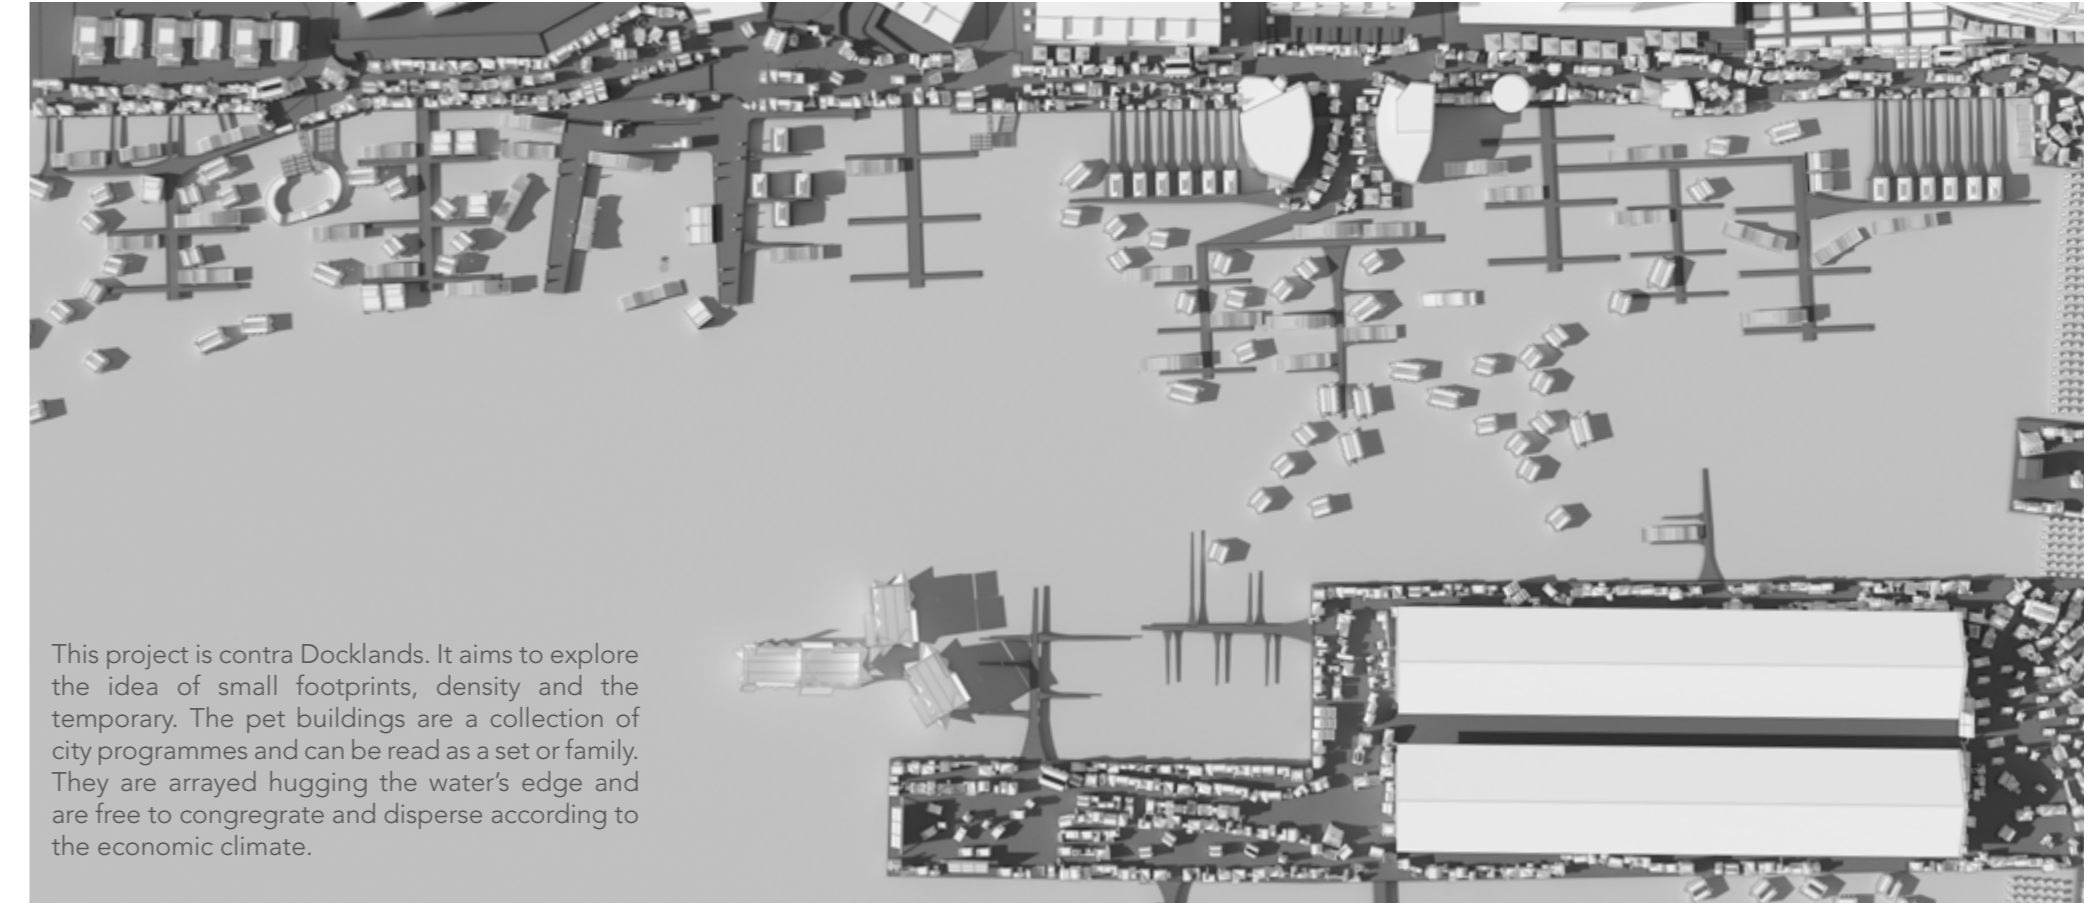 This project is contra Docklands. It aims to explore
the idea of small footprints, density and the
temporary. The pet buildings are a collection of
city programmes and can be read as a set or family.
They are arrayed hugging the water's edge and
are free to congregrate and disperse according to
the economic climate.